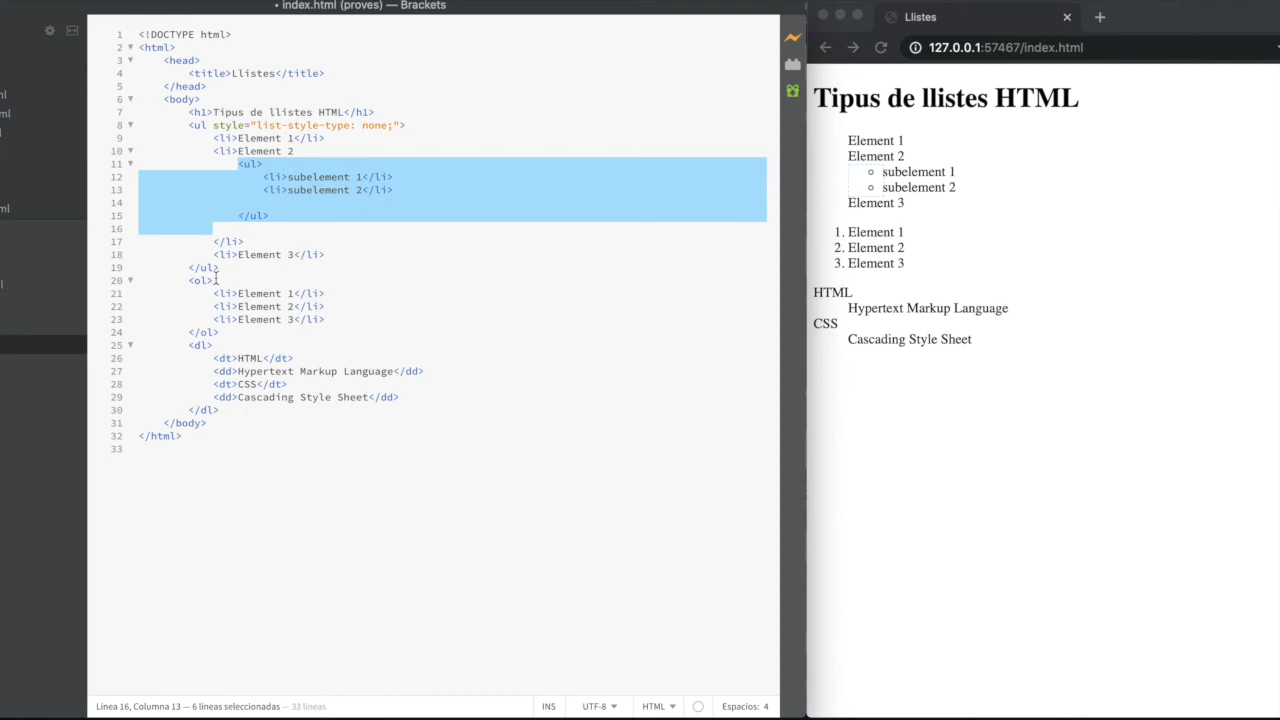 • index.html (proves) — Brackets
ml
ml
l
ml
l
1 <!DOCTYPE html>
2 <html>
3 <head>
4 <title>Llistes</title>
5 </head>
6 <body>
7 <h1>Tipus de llistes HTML</h1>
8 <ul style="list-style-type: none;">
9 <li>Element 1</li>
10 <li>Element 2
11 <ul>
12 <li>subelement 1</li>
13 <li>subelement 2</li>
14
15 </ul>
16
17 </li>
18 <li>Element 3</li>
19 </ul>
20 <ol>
21 <li>Element 1</li>
22 <li>Element 2</li>
23 <li>Element 3</li>
24 </ol>
25 <dl>
26 <dt>HTML</dt>
27 <dd>Hypertext Markup Language</dd>
28 <dt>CSS</dt>
29 <dd>Cascading Style Sheet</dd>
30 </dl>
31 </body>
32 </html>
33
Línea 16, Columna 13 — 6 líneas seleccionadas — 33 líneas
INS UTF-8 HTML Espacios: 4
Llistes
127.0.0.1:57467/index.html
Tipus de llistes HTML
Element 1
Element 2
subelement 1
subelement 2
Element 3
1. Element 1
2. Element 2
3. Element 3
HTML
Hypertext Markup Language
CSS
Cascading Style Sheet